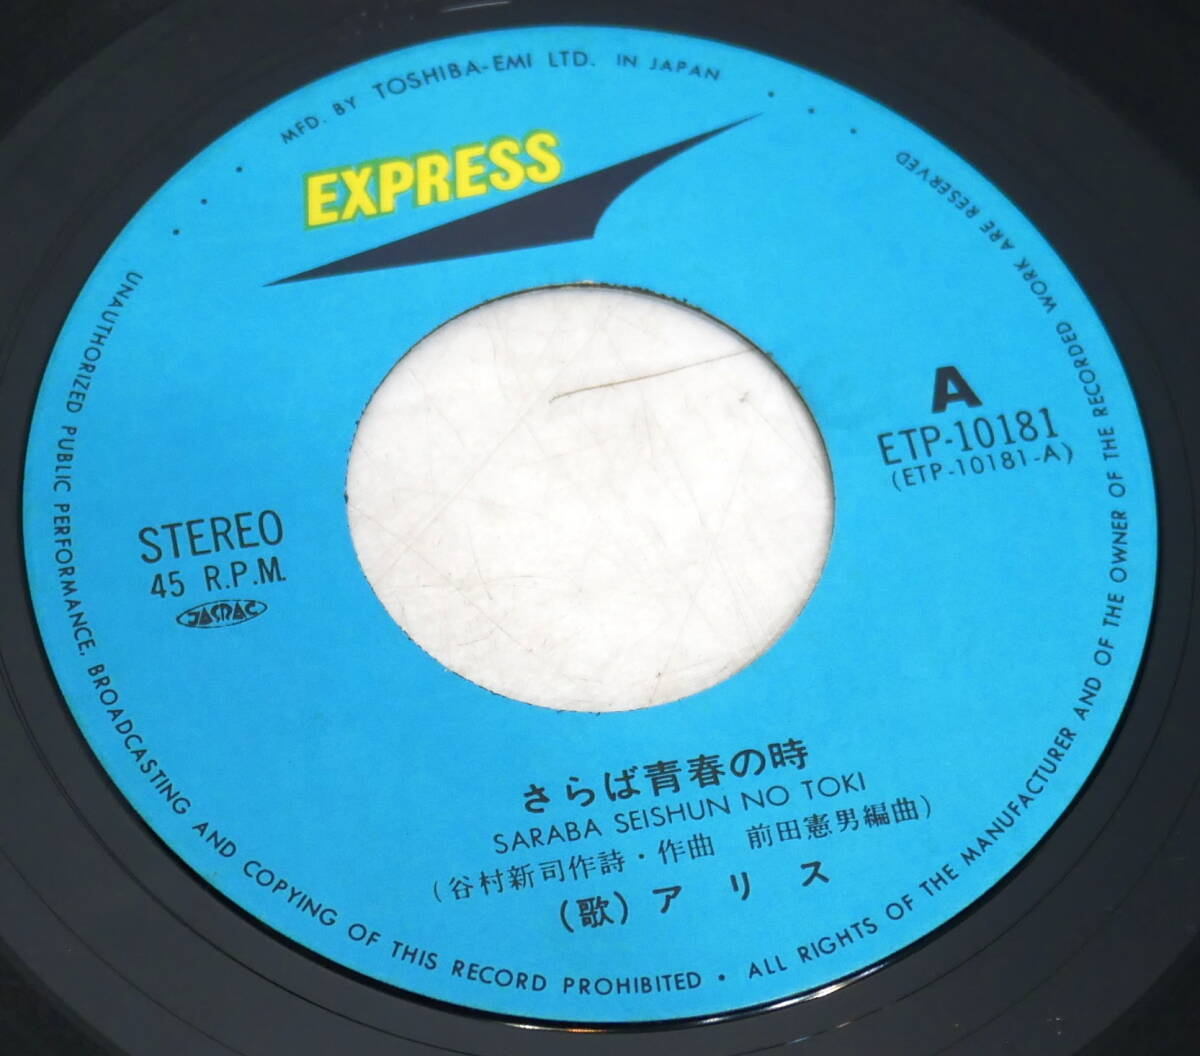 MFD. BY TOSHIBA-EMI LTD. IN JAPAN
EXPRESS
A
ETP-10181
(ETP-10181-A)
STEREO
45 R.P.M.
JASRAC
さらば青春の時
SARABA SEISHUN NO TOKI
(谷村新司作詩・作曲 前田憲男編曲)
(歌)アリス
UNAUTHORIZED PUBLIC PERFORMANCE, BROADCASTING AND COPYING OF THIS RECORD PROHIBITED • ALL RIGHTS OF THE MANUFACTURER AND OF THE OWNER OF THE RECORDED WORK ARE RESERVED